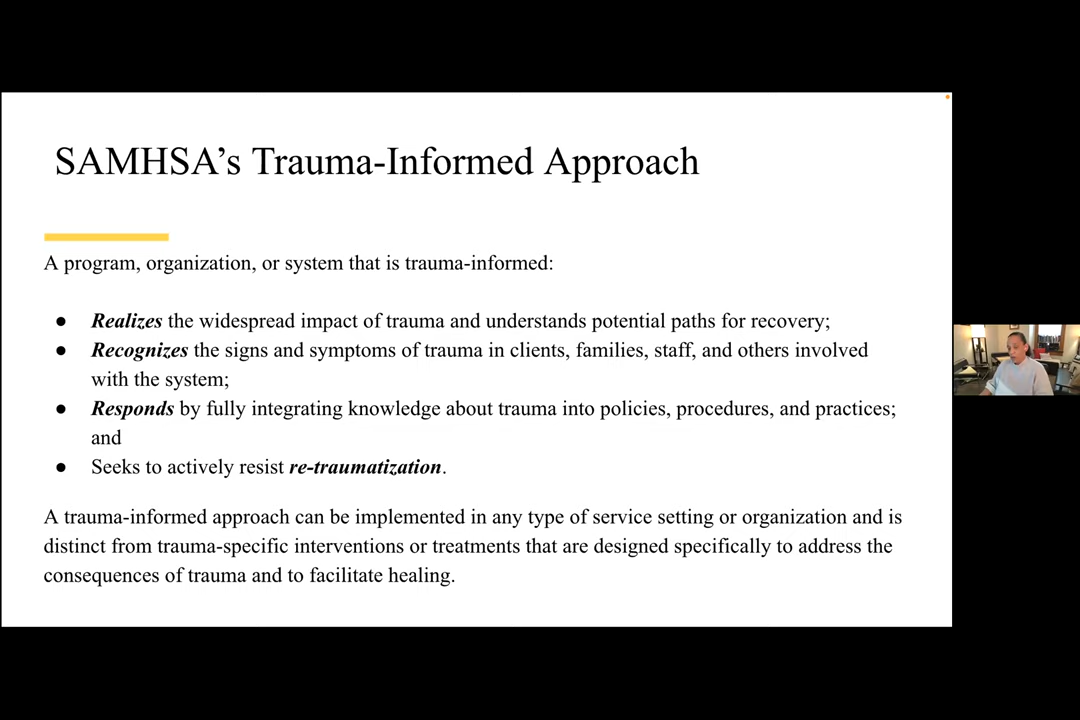 SAMHSA’s Trauma-Informed Approach
A program, organization, or system that is trauma-informed:
● Realizes the widespread impact of trauma and understands potential paths for recovery;
● Recognizes the signs and symptoms of trauma in clients, families, staff, and others involved
with the system;
● Responds by fully integrating knowledge about trauma into policies, procedures, and practices;
and
● Seeks to actively resist re-traumatization.
A trauma-informed approach can be implemented in any type of service setting or organization and is
distinct from trauma-specific interventions or treatments that are designed specifically to address the
consequences of trauma and to facilitate healing.